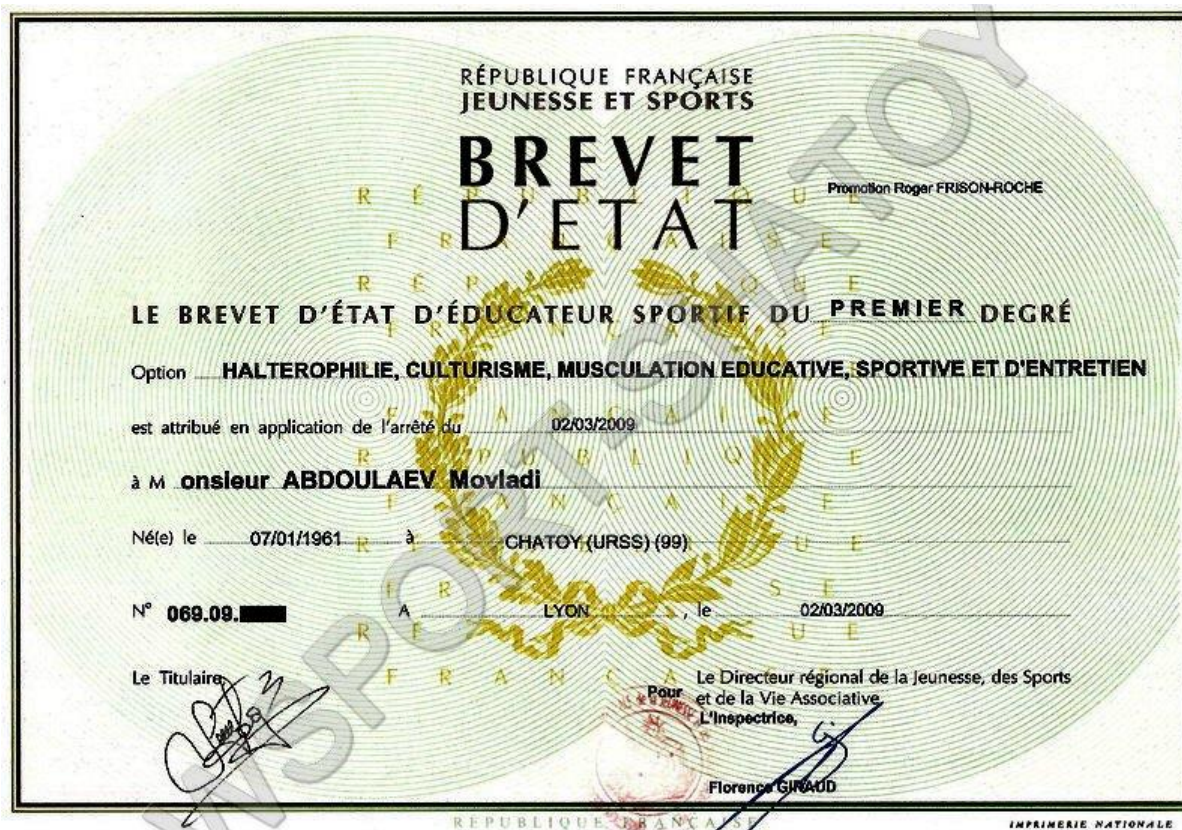 RÉPUBLIQUE FRANÇAISE
JEUNESSE ET SPORTS
BREVET
D'ETAT
Promotion Roger FRISON-ROCHE
LE BREVET D'ÉTAT D'ÉDUCATEUR SPORTIF DU PREMIER DEGRÉ
Option HALTEROPHILIE, CULTURISME, MUSCULATION EDUCATIVE, SPORTIVE ET D'ENTRETIEN
est attribué en application de l'arrêté du 02/03/2009
à M onsieur ABDOULAEV Movladi
Né(e) le 07/01/1961 à CHATOY (URSS) (99)
N° 069.09. A LYON, le 02/03/2009
Le Titulaire,
Pour Le Directeur régional de la Jeunesse, des Sports
et de la Vie Associative
L'Inspectrice,
Florence GIRAUD
RÉPUBLIQUE FRANÇAISE
IMPRIMERIE NATIONALE